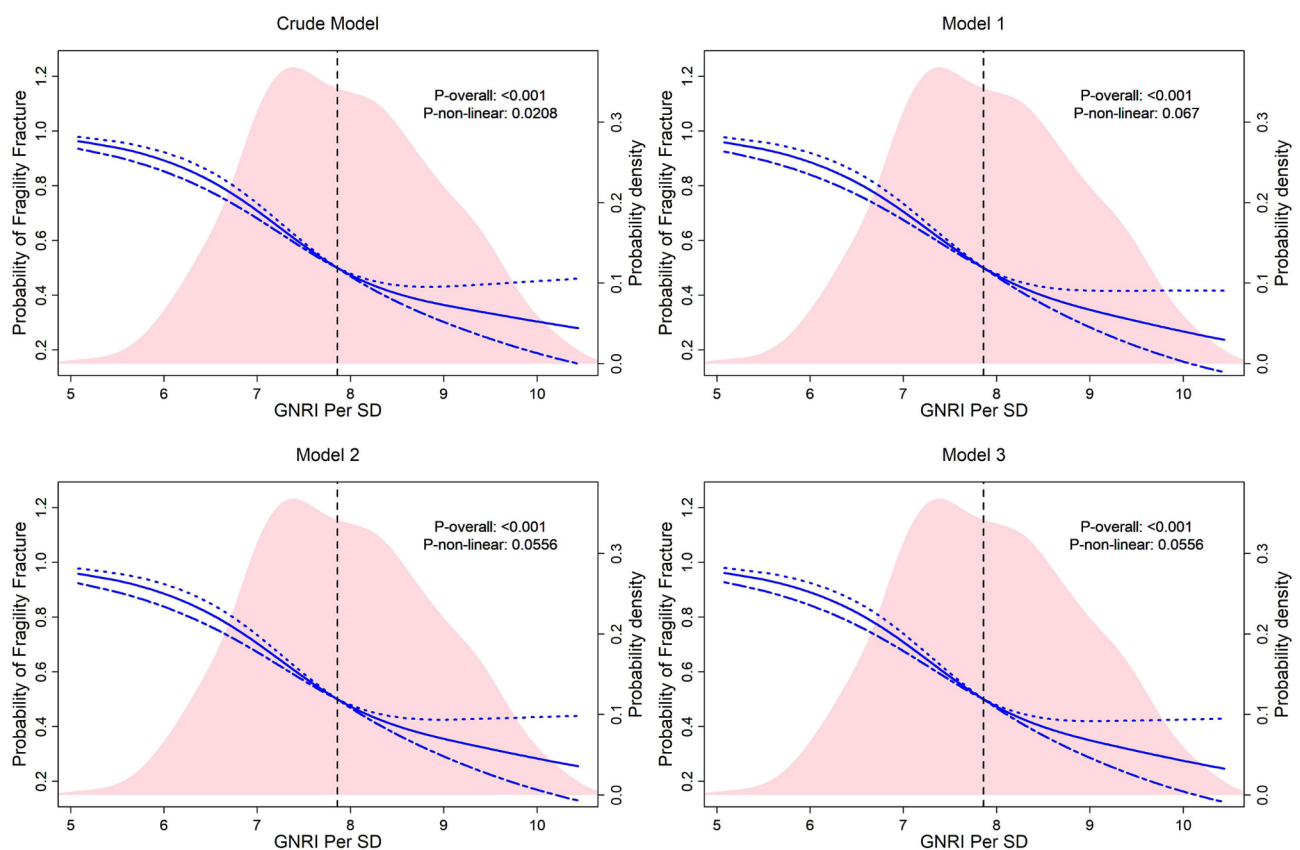 Crude Model
Probability of Fragility Fracture
1.2
1.0
0.8
0.6
0.4
0.2
P-overall: <0.001
P-non-linear: 0.0208
0.3
0.2
0.1
0.0
Probability density
5 6 7 8 9 10
GNRI Per SD
Model 1
Probability of Fragility Fracture
1.2
1.0
0.8
0.6
0.4
0.2
P-overall: <0.001
P-non-linear: 0.067
0.3
0.2
0.1
0.0
Probability density
5 6 7 8 9 10
GNRI Per SD
Model 2
Probability of Fragility Fracture
1.2
1.0
0.8
0.6
0.4
0.2
P-overall: <0.001
P-non-linear: 0.0556
0.3
0.2
0.1
0.0
Probability density
5 6 7 8 9 10
GNRI Per SD
Model 3
Probability of Fragility Fracture
1.2
1.0
0.8
0.6
0.4
0.2
P-overall: <0.001
P-non-linear: 0.0556
0.3
0.2
0.1
0.0
Probability density
5 6 7 8 9 10
GNRI Per SD